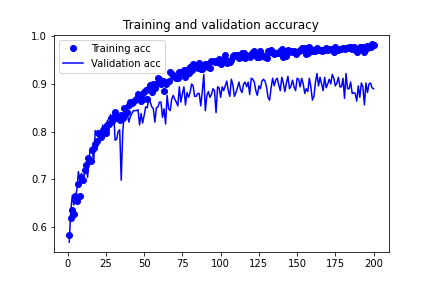 Training and validation accuracy
Training acc
Validation acc
1.0
0.9
0.8
0.7
0.6
0 25 50 75 100 125 150 175 200